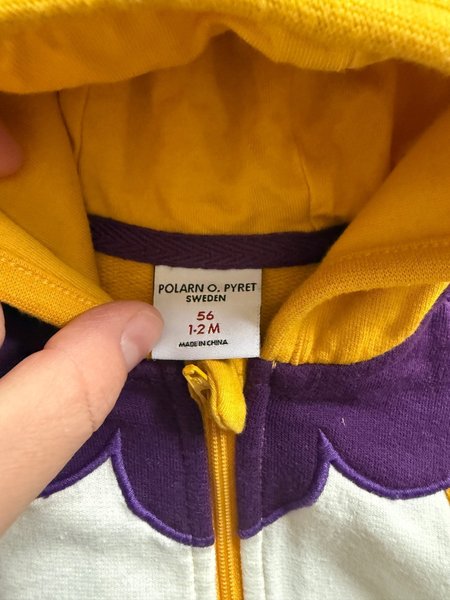 POLARN O. PYRET
SWEDEN
56
1-2 M
MADE IN CHINA